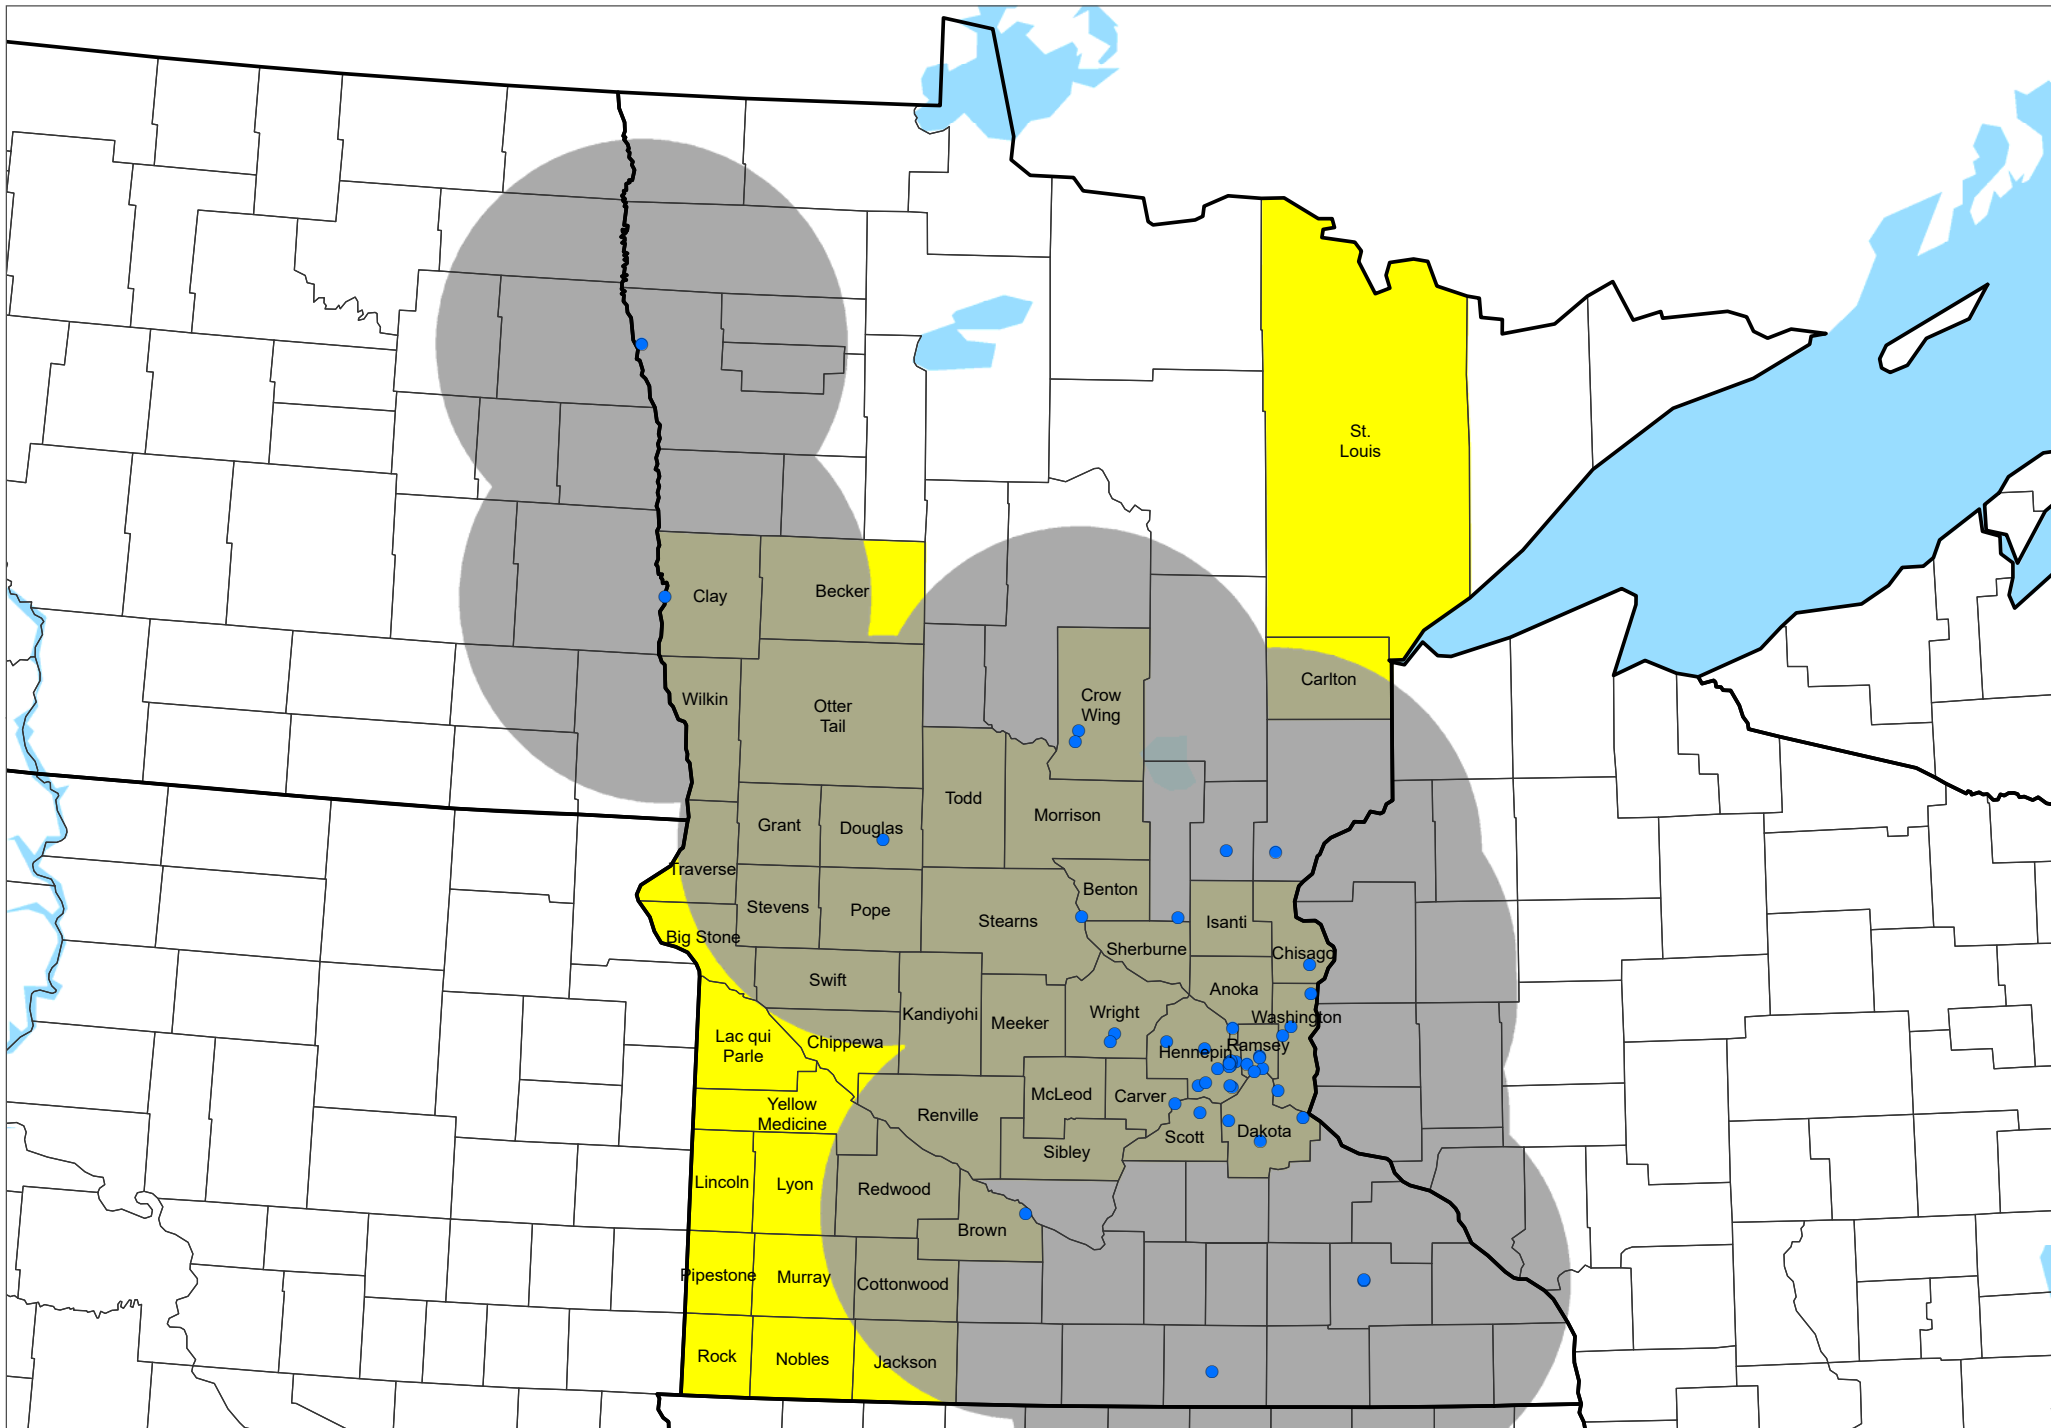 St.
Louis
Clay
Becker
Carlton
Wilkin
Otter
Tail
Crow
Wing
Todd
Morrison
Grant
Douglas
Traverse
Stevens
Pope
Stearns
Benton
Isanti
Big Stone
Sherburne
Chisago
Swift
Anoka
Kandiyohi
Meeker
Wright
Washington
Lac qui
Parle
Chippewa
Hennepin
Ramsey
McLeod
Carver
Yellow
Medicine
Renville
Scott
Dakota
Sibley
Lincoln
Lyon
Redwood
Brown
Pipestone
Murray
Cottonwood
Rock
Nobles
Jackson